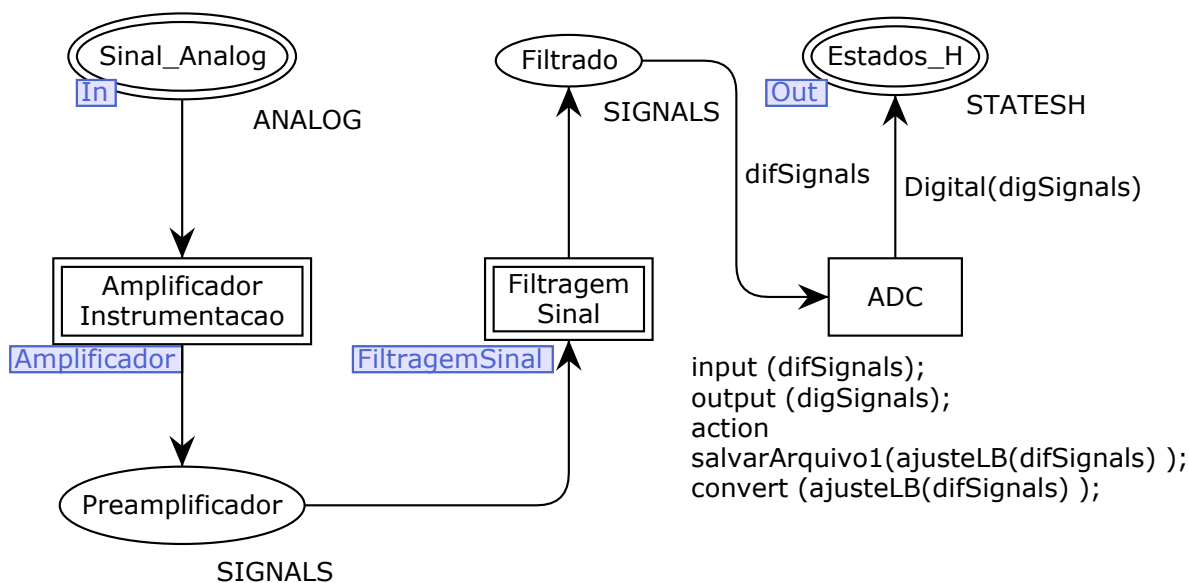 Sinal_Analog
In
ANALOG
Amplificador
Instrumentacao
Amplificador
Preamplificador
SIGNALS
Filtrado
SIGNALS
Filtragem
Sinal
FiltragemSinal
difSignals
Estados_H
Out
STATESH
Digital(digSignals)
ADC
input (difSignals);
output (digSignals);
action
salvarArquivo1(ajusteLB(difSignals) );
convert (ajusteLB(difSignals) );